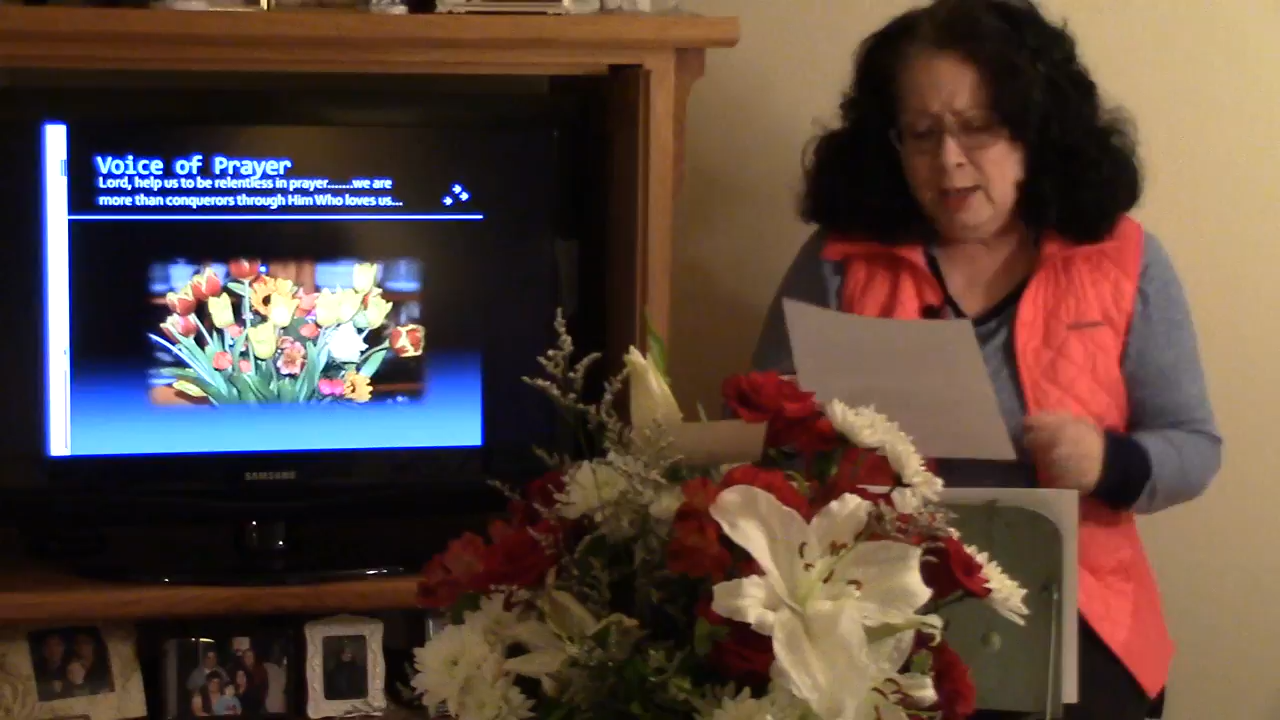 Voice of Prayer
Lord, help us to be relentless in prayer.......we are
more than conquerors through Him Who loves us...
SAMSUNG